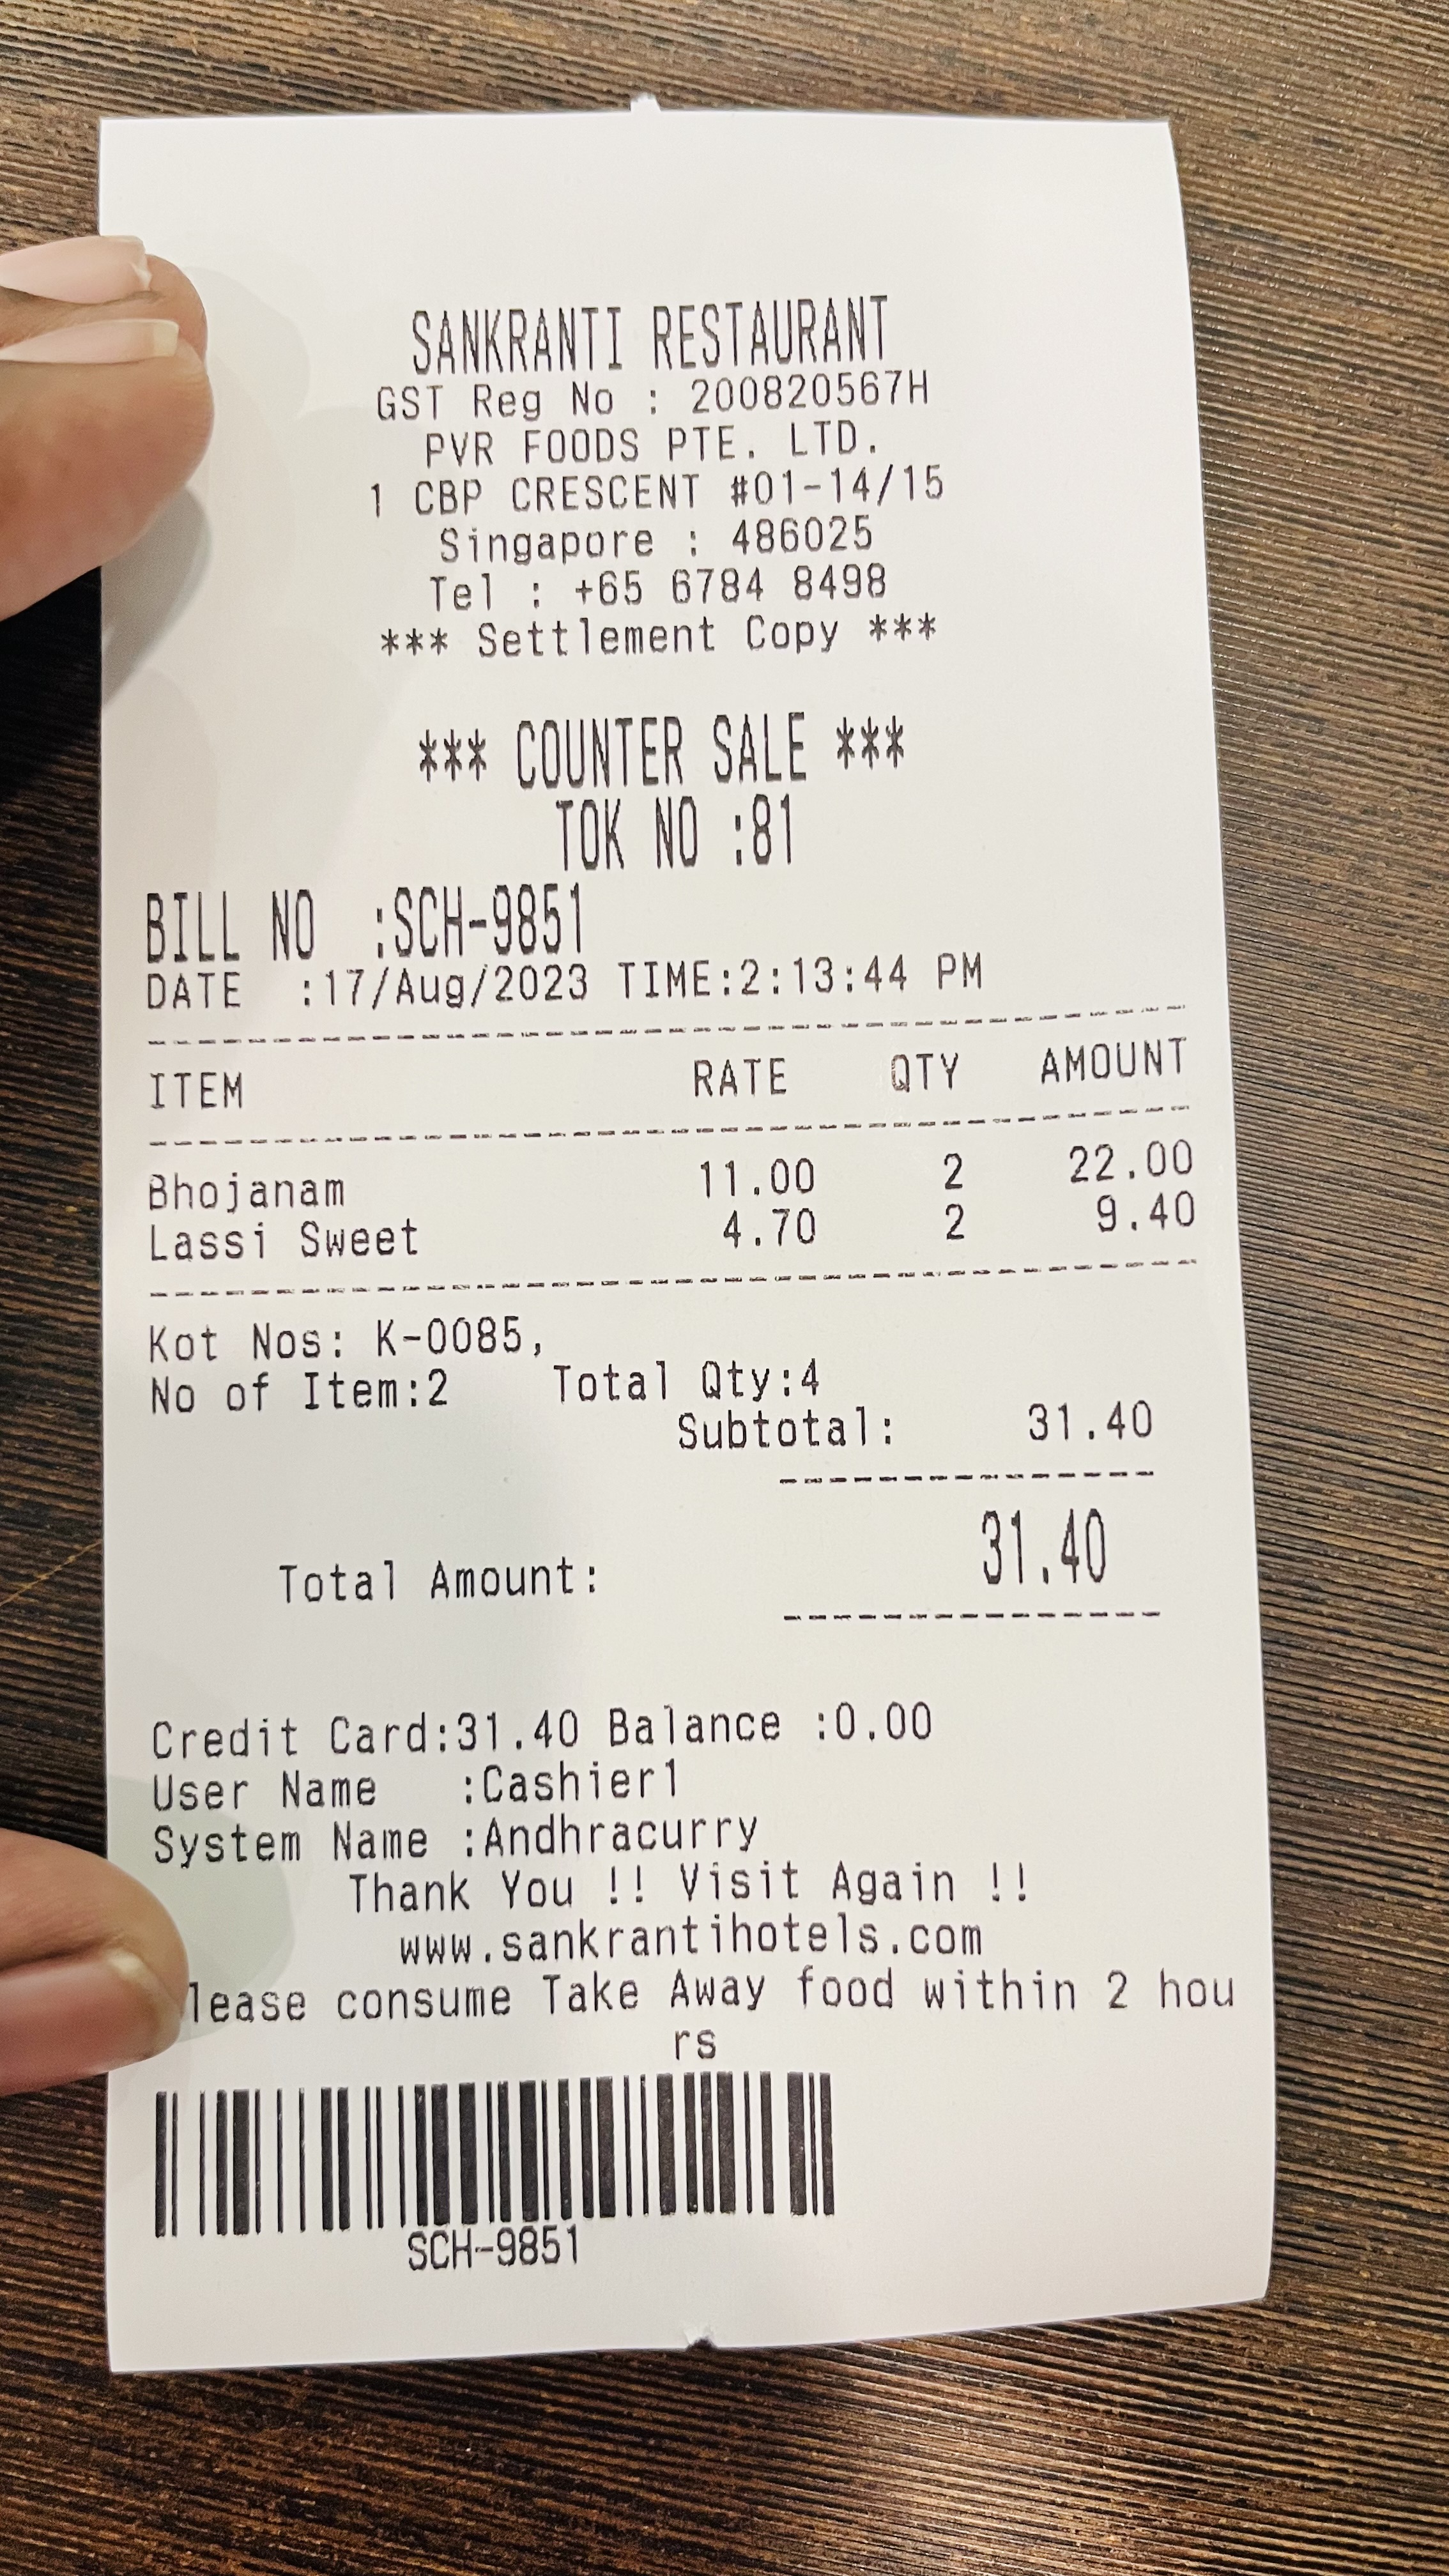 SANKRANTI RESTAURANT
GST Reg No : 200820567H
PVR FOODS PTE. LTD.
1 CBP CRESCENT #01-14/15
Singapore : 486025
Tel : +65 6784 8498
*** Settlement Copy ***
*** COUNTER SALE ***
TOK NO :81
BILL NO :SCH-9851
DATE :17/Aug/2023 TIME:2:13:44 PM
ITEM RATE QTY AMOUNT
Bhojanam 11.00 2 22.00
Lassi Sweet 4.70 2 9.40
Kot Nos: K-0085,
No of Item:2 Total Qty:4
Subtotal: 31.40
Total Amount: 31.40
Credit Card:31.40 Balance :0.00
User Name :Cashier1
System Name :Andhracurry
Thank You !! Visit Again !!
www.sankrantihotels.com
lease consume Take Away food within 2 hou
rs
SCH-9851